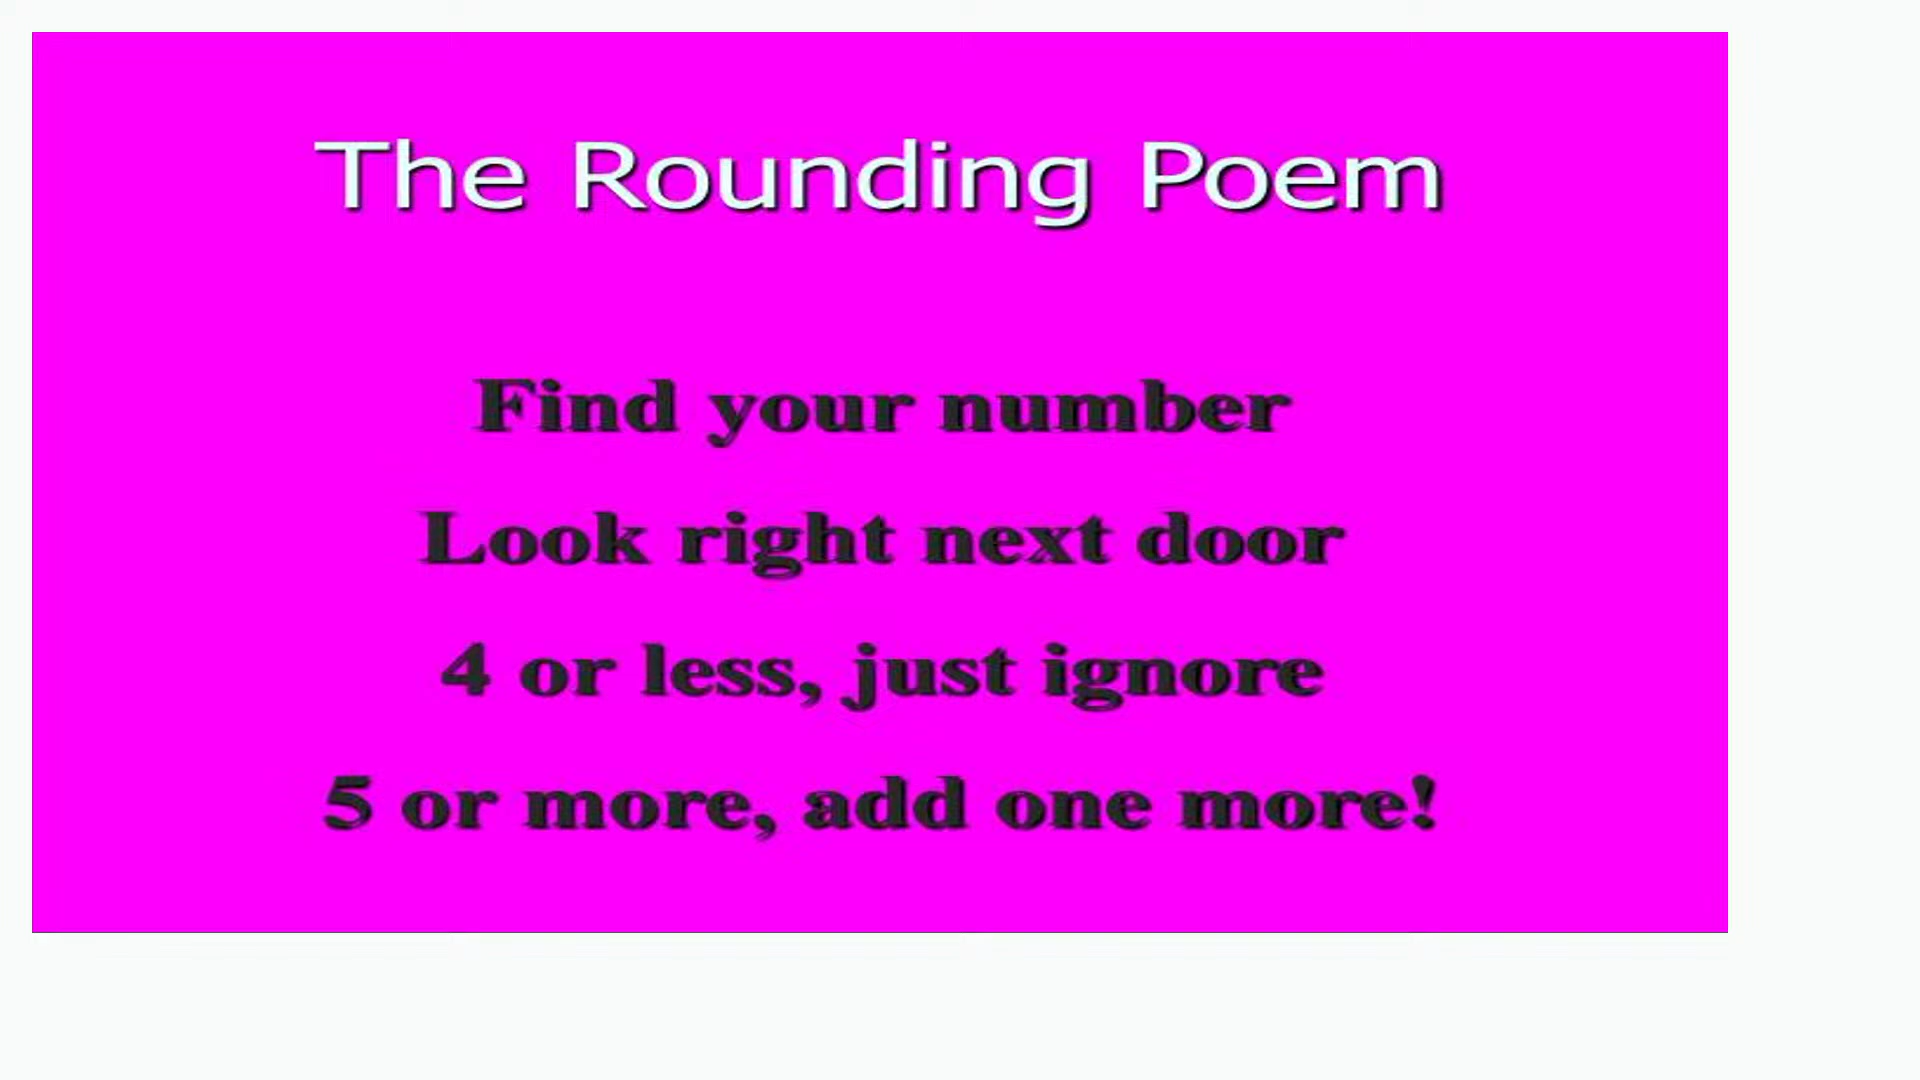 The Rounding Poem
Find your number
Look right next door
4 or less, just ignore
5 or more, add one more!